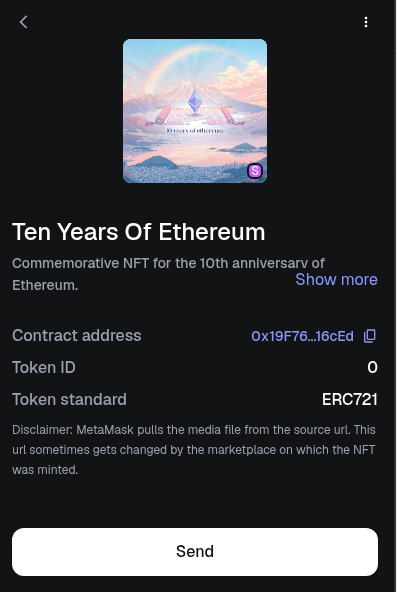 10 years of ethereum
S
Ten Years Of Ethereum
Commemorative NFT for the 10th anniversary of
Ethereum.
Show more
Contract address 0x19F76...16cEd
Token ID 0
Token standard ERC721
Disclaimer: MetaMask pulls the media file from the source url. This
url sometimes gets changed by the marketplace on which the NFT
was minted.
Send